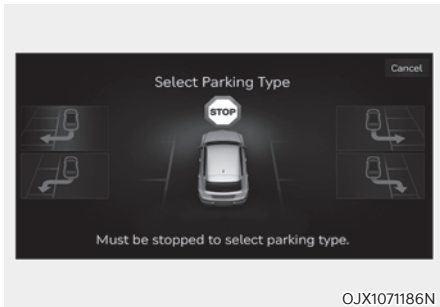 Cancel
Select Parking Type
STOP
Must be stopped to select parking type.
OJX1071186N